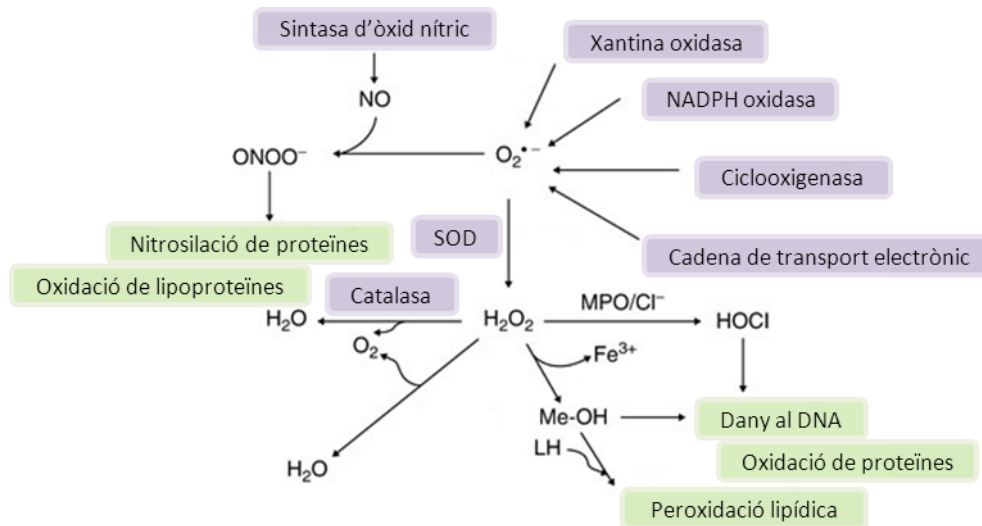 Sintasa d'òxid nítric
Xantina oxidasa
NO
NADPH oxidasa
ONOO⁻
O₂•⁻
Ciclooxigenasa
Nitrosilació de proteïnes
SOD
Cadena de transport electrònic
Oxidació de lipoproteïnes
Catalasa
MPO/Cl⁻
H₂O
H₂O₂
HOCl
O₂
Fe³⁺
Me-OH
Dany al DNA
LH
Oxidació de proteïnes
H₂O
Peroxidació lipídica